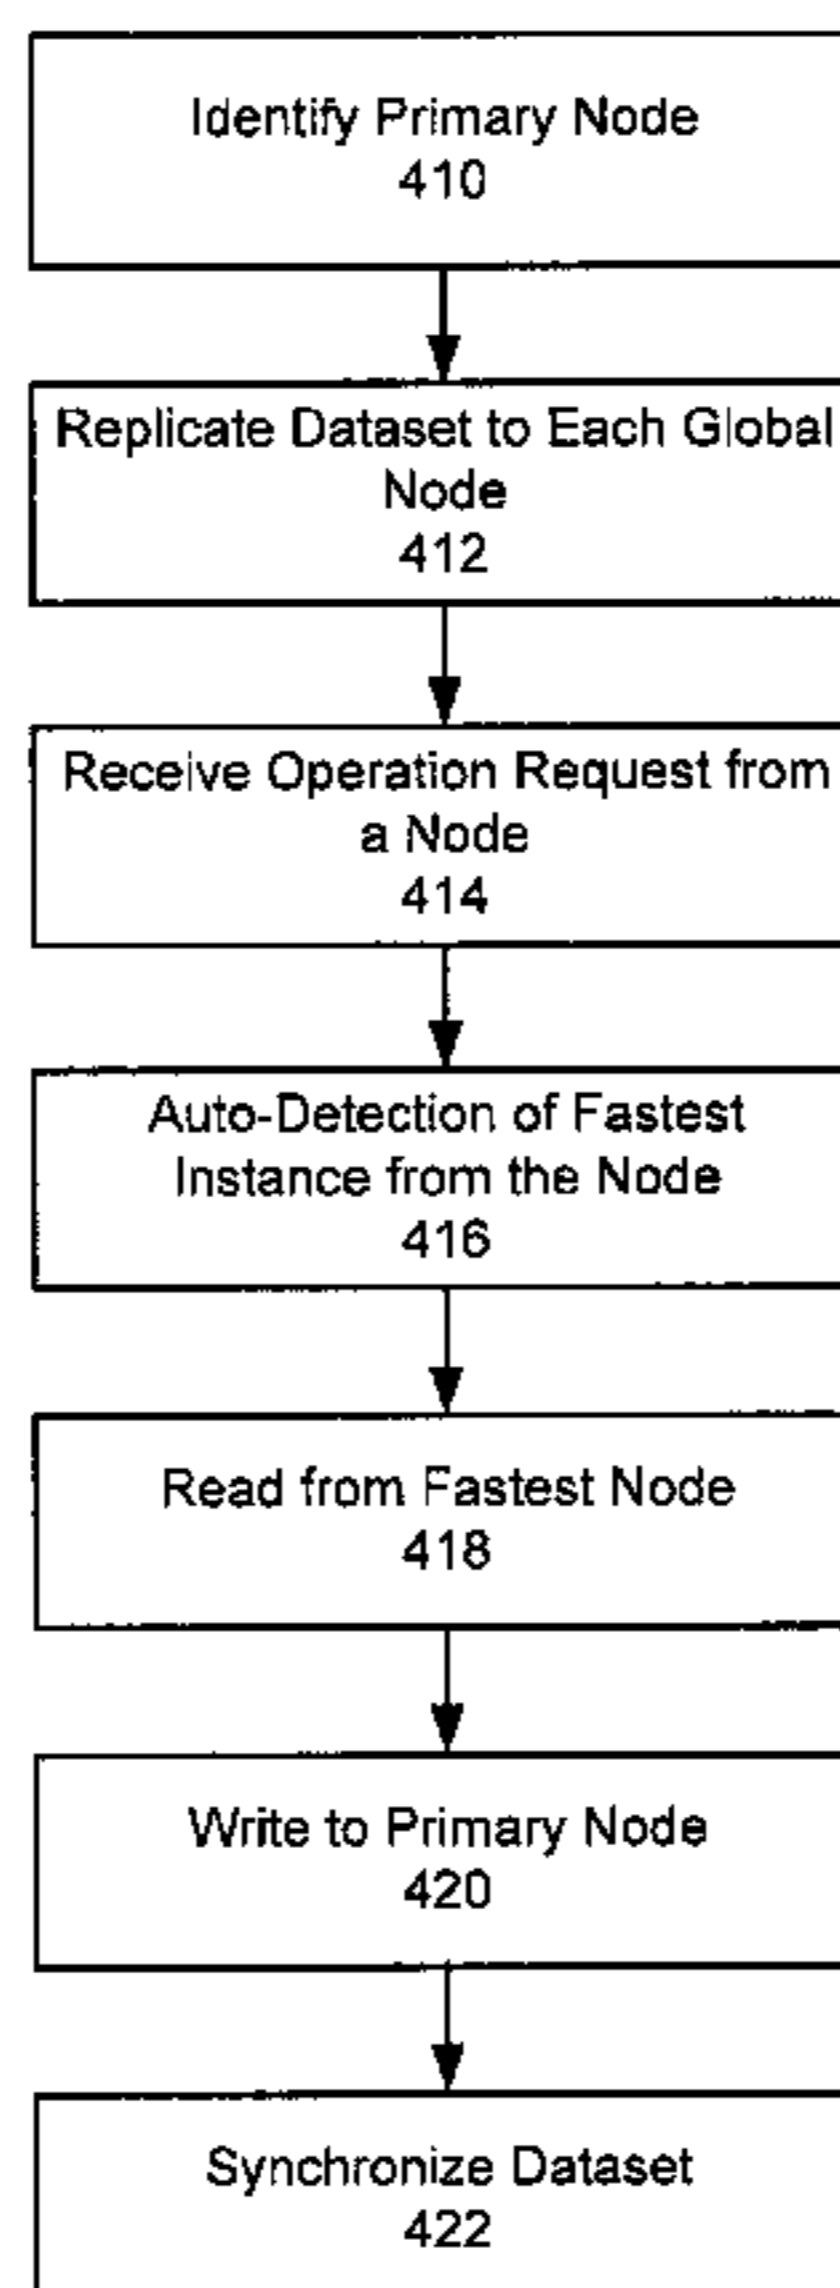 Identify Primary Node
410
Replicate Dataset to Each Global
Node
412
Receive Operation Request from
a Node
414
Auto-Detection of Fastest
Instance from the Node
416
Read from Fastest Node
418
Write to Primary Node
420
Synchronize Dataset
422